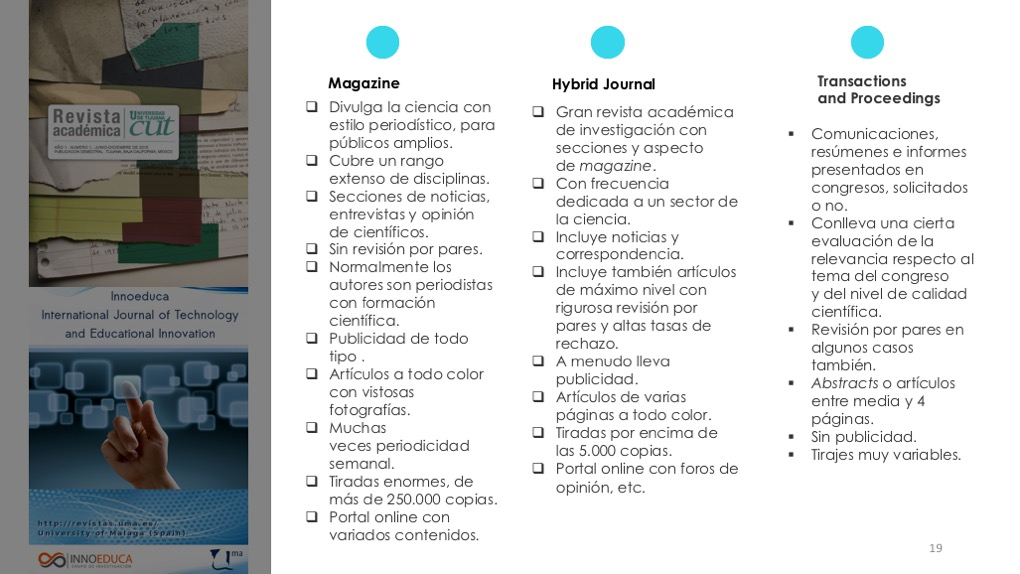 Revista
académica
UNIVERSIDAD
DE TIJUANA
cut
Innoeduca
International Journal of Technology
and Educational Innovation
http://revistas.uma.es/
University of Malaga (Spain)
INNOEDUCA
uma
Magazine
❑ Divulga la ciencia con
estilo periodístico, para
públicos amplios.
❑ Cubre un rango
extenso de disciplinas.
❑ Secciones de noticias,
entrevistas y opinión
de científicos.
❑ Sin revisión por pares.
❑ Normalmente los
autores son periodistas
con formación
científica.
❑ Publicidad de todo
tipo .
❑ Artículos a todo color
con vistosas
fotografías.
❑ Muchas
veces periodicidad
semanal.
❑ Tiradas enormes, de
más de 250.000 copias.
❑ Portal online con
variados contenidos.
Hybrid Journal
❑ Gran revista académica
de investigación con
secciones y aspecto
de magazine.
❑ Con frecuencia
dedicada a un sector de
la ciencia.
❑ Incluye noticias y
correspondencia.
❑ Incluye también artículos
de máximo nivel con
rigurosa revisión por
pares y altas tasas de
rechazo.
❑ A menudo lleva
publicidad.
❑ Artículos de varias
páginas a todo color.
❑ Tiradas por encima de
las 5.000 copias.
❑ Portal online con foros de
opinión, etc.
Transactions
and Proceedings
▪ Comunicaciones,
resúmenes e informes
presentados en
congresos, solicitados
o no.
▪ Conlleva una cierta
evaluación de la
relevancia respecto al
tema del congreso
y del nivel de calidad
científica.
▪ Revisión por pares en
algunos casos
también.
▪ Abstracts o artículos
entre media y 4
páginas.
▪ Sin publicidad.
▪ Tirajes muy variables.
19